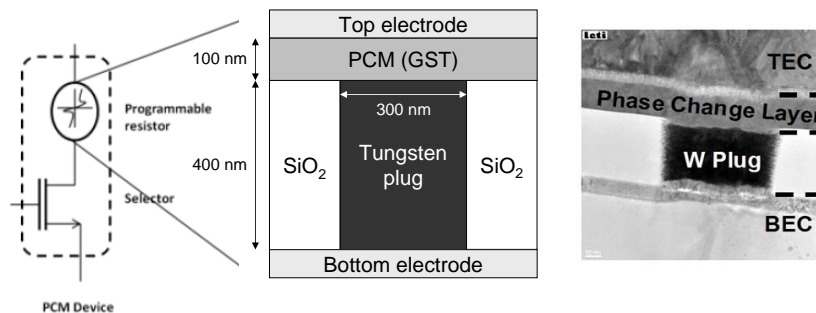 Programmable
resistor
Selector
PCM Device
Top electrode
100 nm
PCM (GST)
300 nm
400 nm
SiO2
Tungsten
plug
SiO2
Bottom electrode
leti
TEC
Phase Change Layer
W Plug
BEC